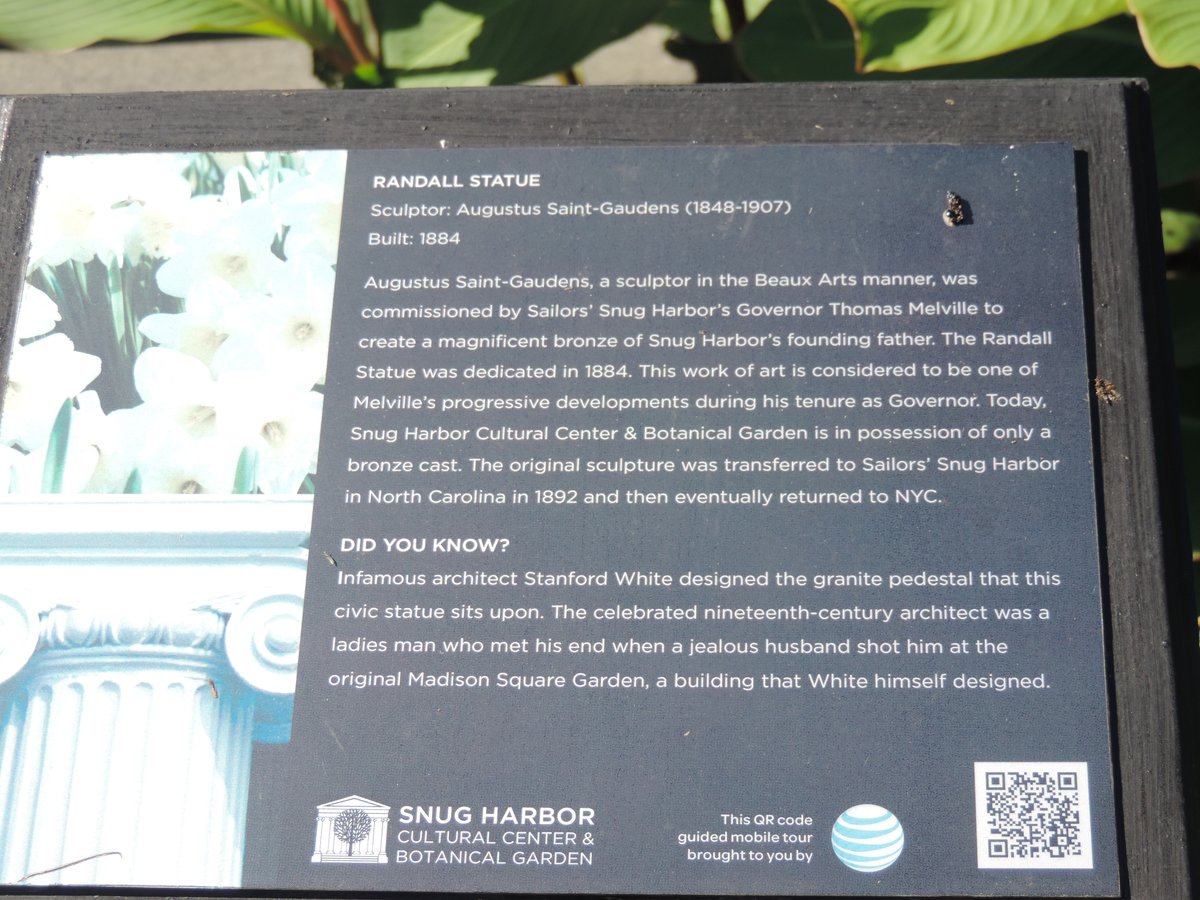 RANDALL STATUE
Sculptor: Augustus Saint-Gaudens (1848-1907)
Built: 1884
Augustus Saint-Gaudens, a sculptor in the Beaux Arts manner, was
commissioned by Sailors' Snug Harbor's Governor Thomas Melville to
create a magnificent bronze of Snug Harbor's founding father. The Randall
Statue was dedicated in 1884. This work of art is considered to be one of
Melville's progressive developments during his tenure as Governor. Today,
Snug Harbor Cultural Center & Botanical Garden is in possession of only a
bronze cast. The original sculpture was transferred to Sailors' Snug Harbor
in North Carolina in 1892 and then eventually returned to NYC.
DID YOU KNOW?
Infamous architect Stanford White designed the granite pedestal that this
civic statue sits upon. The celebrated nineteenth-century architect was a
ladies man who met his end when a jealous husband shot him at the
original Madison Square Garden, a building that White himself designed.
SNUG HARBOR
CULTURAL CENTER &
BOTANICAL GARDEN
This QR code
guided mobile tour
brought to you by